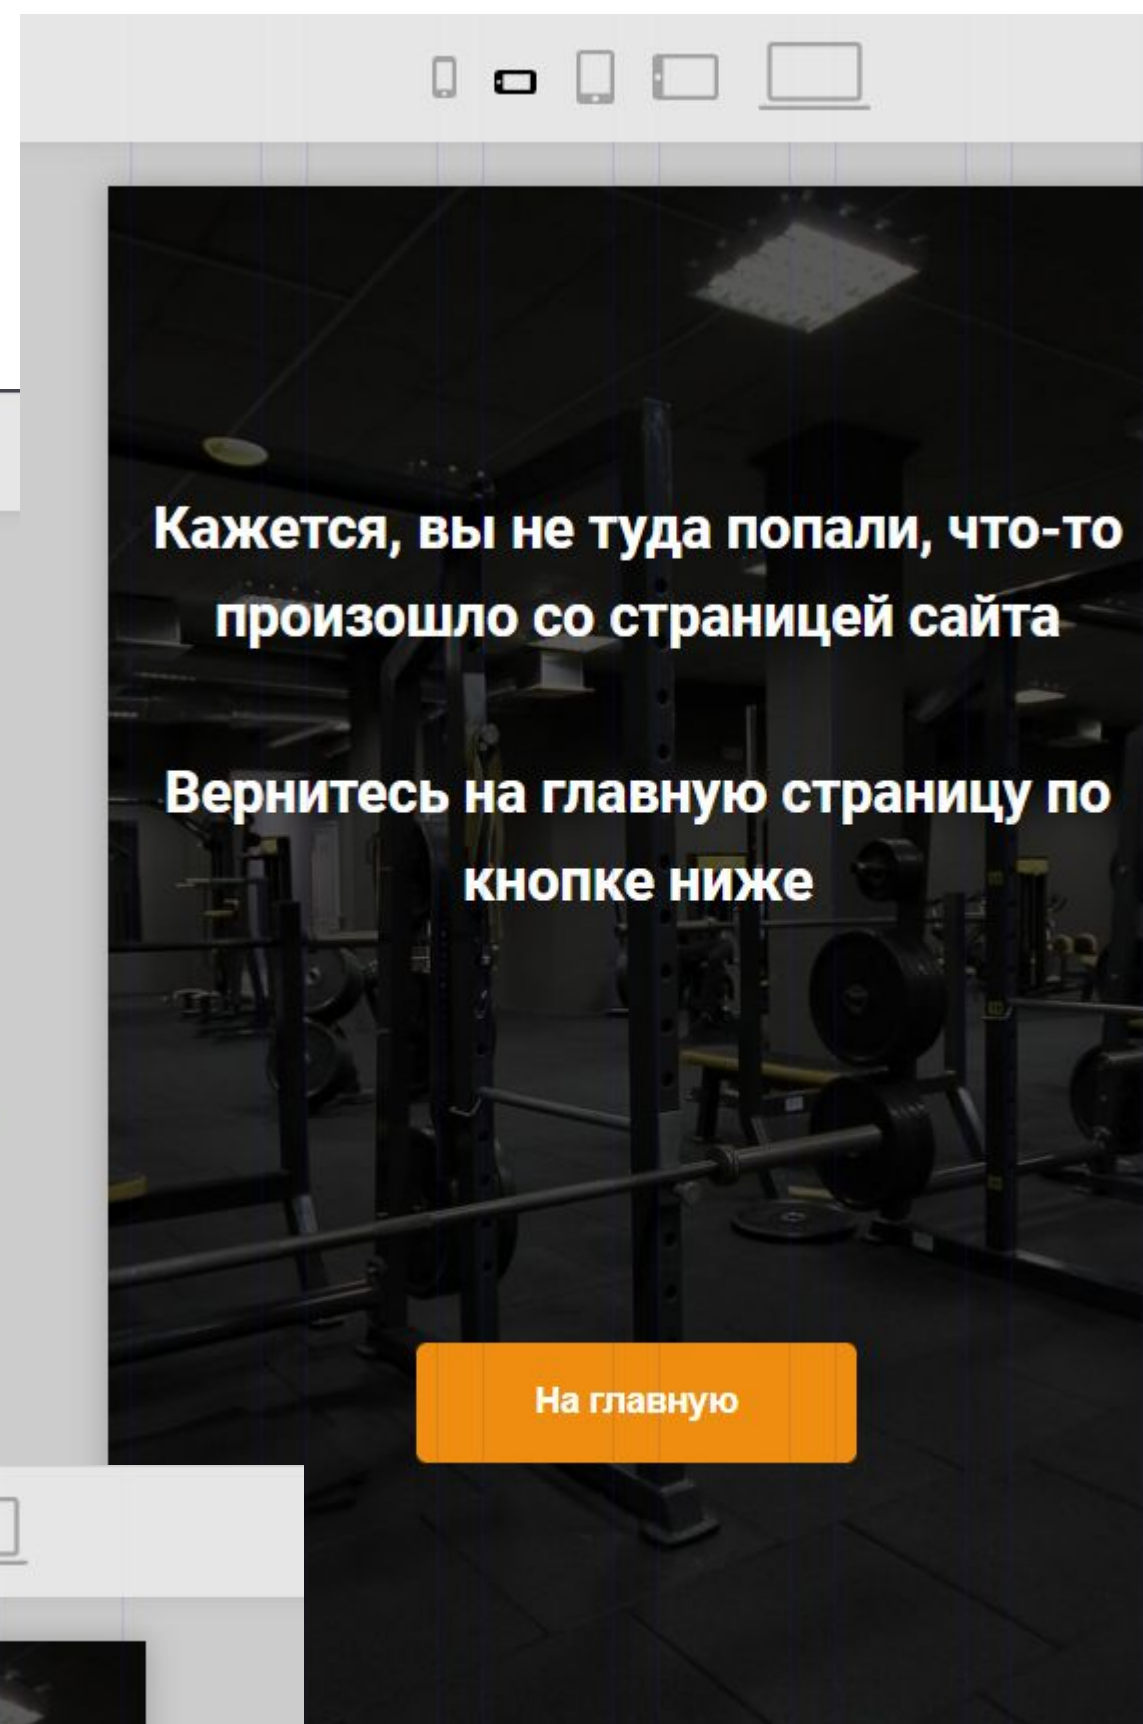 Кажется, вы не туда попали, что-то
произошло со страницей сайта
Вернитесь на главную страницу по
кнопке ниже
На главную